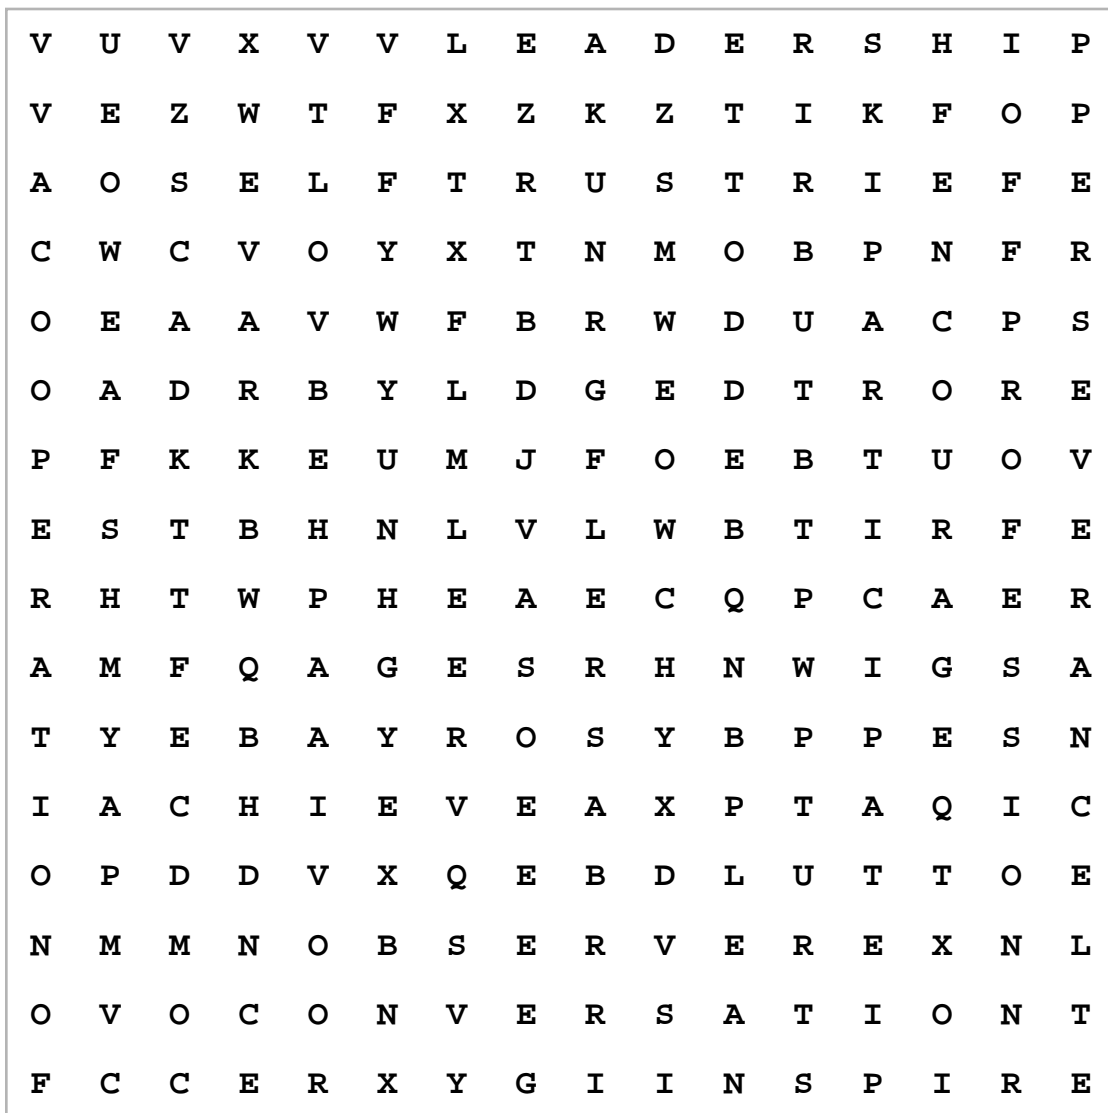 V U V X V V L E A D E R S H I P
V E Z W T F X Z K Z T I K F O P
A O S E L F T R U S T R I E F E
C W C V O Y X T N M O B P N F R
O E A A V W F B R W D U A C P S
O A D R B Y L D G E D T R O R E
P F K K E U M J F O E B T U O V
E S T B H N L V L W B T I R F E
R H T W P H E A E C Q P C A E R
A M F Q A G E S R H N W I G S A
T Y E B A Y R O S Y B P P E S N
I A C H I E V E A X P T A Q I C
O P D D V X Q E B D L U T T O E
N M M N O B S E R V E R E X N L
O V O C O N V E R S A T I O N T
F C C E R X Y G I I N S P I R E